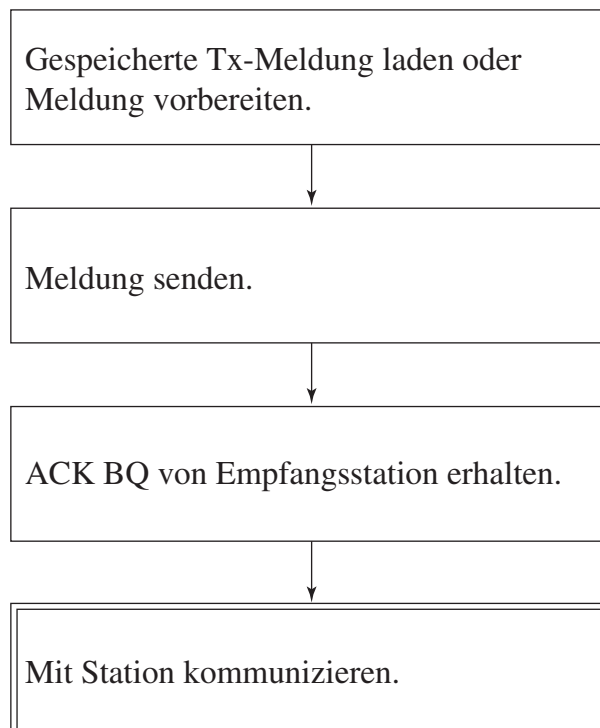 Gespeicherte Tx-Meldung laden oder
Meldung vorbereiten.
Meldung senden.
ACK BQ von Empfangsstation erhalten.
Mit Station kommunizieren.